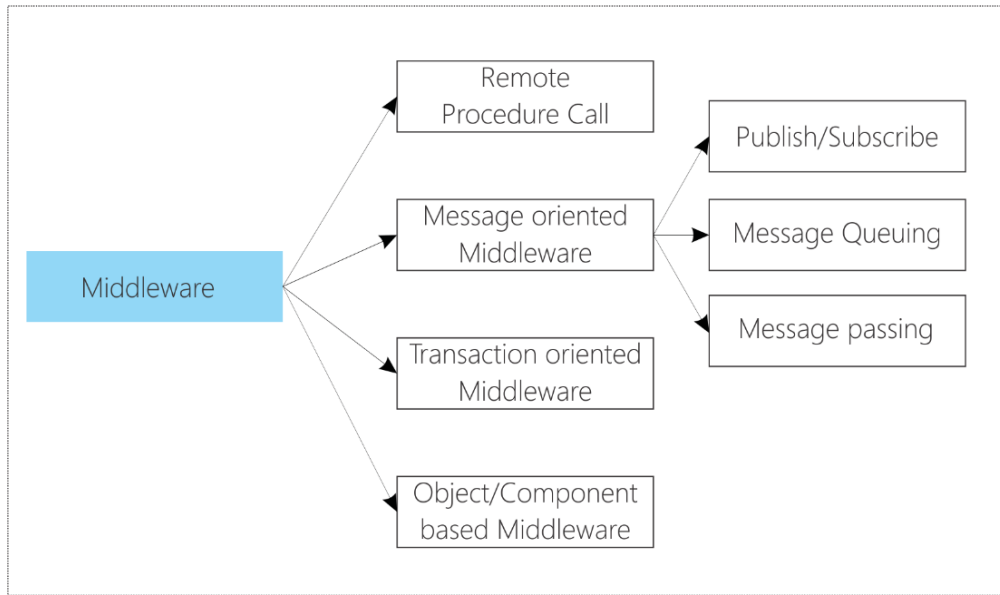 Middleware
Remote
Procedure Call
Message oriented
Middleware
Transaction oriented
Middleware
Object/Component
based Middleware
Publish/Subscribe
Message Queuing
Message passing